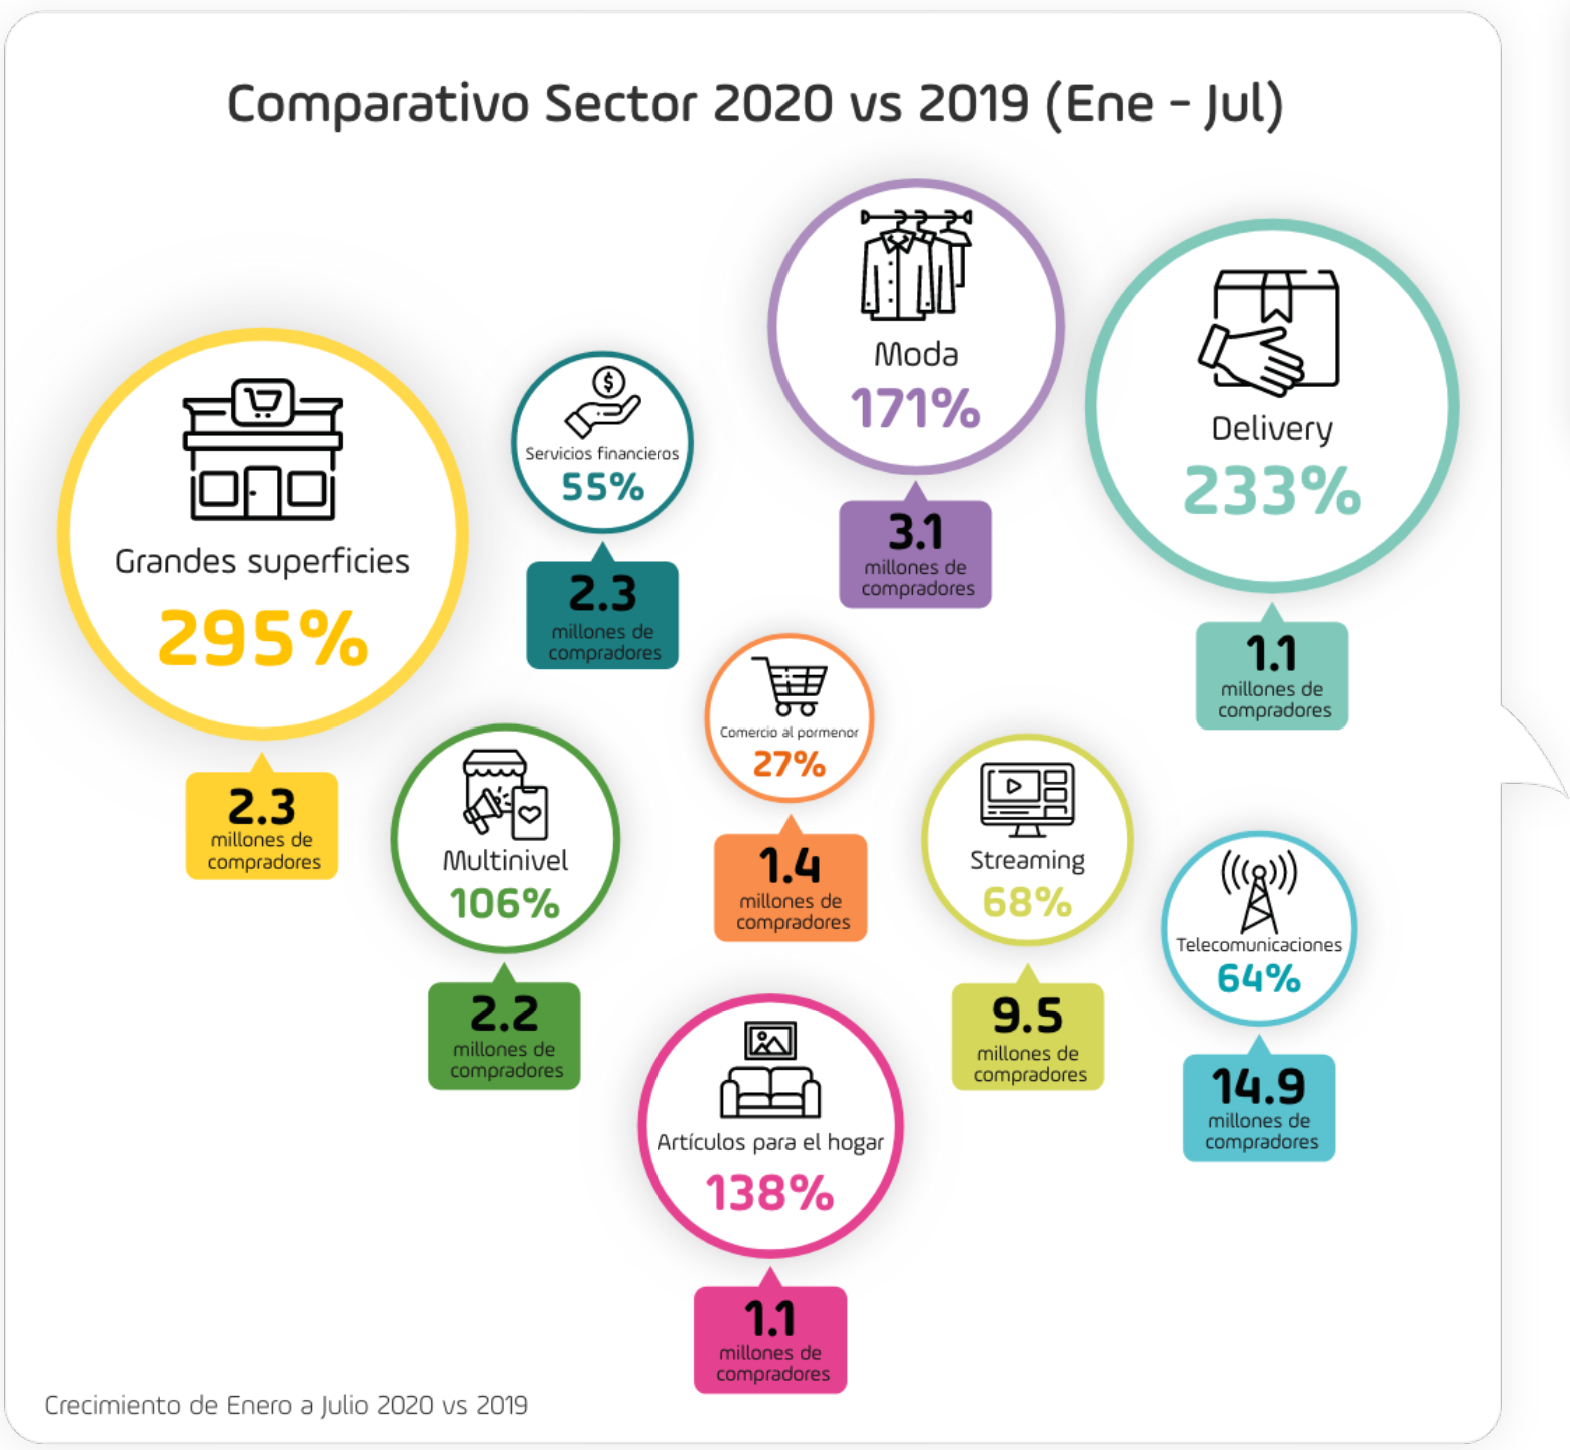 Comparativo Sector 2020 vs 2019 (Ene - Jul)
Grandes superficies
295%
2.3
millones de
compradores
$
Servicios financieros
55%
2.3
millones de
compradores
Moda
171%
3.1
millones de
compradores
Delivery
233%
1.1
millones de
compradores
Multinivel
106%
2.2
millones de
compradores
Comercio al pormenor
27%
1.4
millones de
compradores
Streaming
68%
9.5
millones de
compradores
Telecomunicaciones
64%
14.9
millones de
compradores
Artículos para el hogar
138%
1.1
millones de
compradores
Crecimiento de Enero a Julio 2020 vs 2019